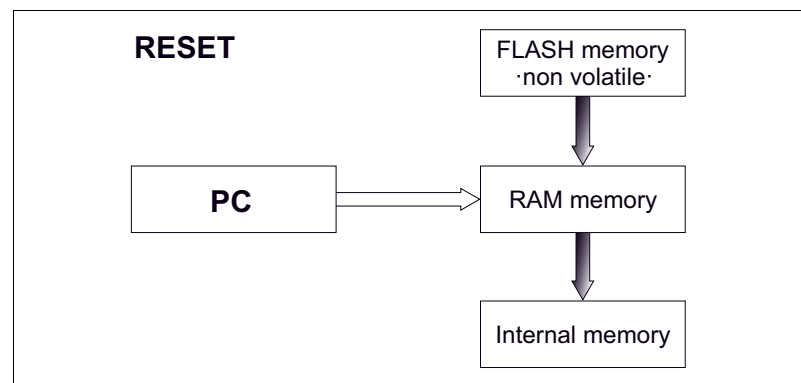 RESET
FLASH memory
·non volatile·
PC
RAM memory
Internal memory